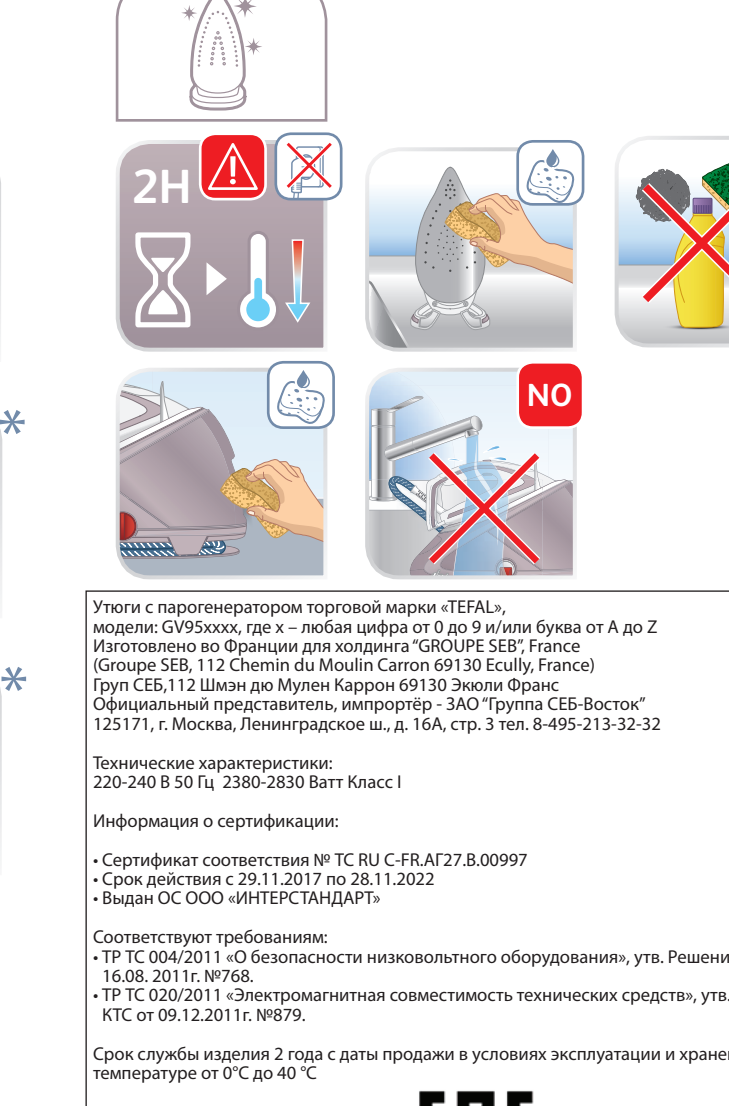 2H
NO
Утюги с парогенератором торговой марки «TEFAL»,
модели: GV95xxxx, где x – любая цифра от 0 до 9 и/или буква от A до Z
Изготовлено во Франции для холдинга “GROUPE SEB”, France
(Groupe SEB, 112 Chemin du Moulin Carron 69130 Ecully, France)
Груп СЕБ,112 Шмэн дю Мулен Каррон 69130 Экюли Франс
Официальный представитель, импрортёр - ЗАО “Группа СЕБ-Восток”
125171, г. Москва, Ленинградское ш., д. 16А, стр. 3 тел. 8-495-213-32-32
Технические характеристики:
220-240 В 50 Гц 2380-2830 Ватт Класс I
Информация о сертификации:
• Сертификат соответствия № ТС RU C-FR.АГ27.В.00997
• Срок действия с 29.11.2017 по 28.11.2022
• Выдан ОС ООО «ИНТЕРСТАНДАРТ»
Соответствуют требованиям:
• ТР ТС 004/2011 «О безопасности низковольтного оборудования», утв. Решени
16.08. 2011г. №768.
• ТР ТС 020/2011 «Электромагнитная совместимость технических средств», утв.
КТС от 09.12.2011г. №879.
Срок службы изделия 2 года с даты продажи в условиях эксплуатации и хране
температуре от 0°C до 40 °C